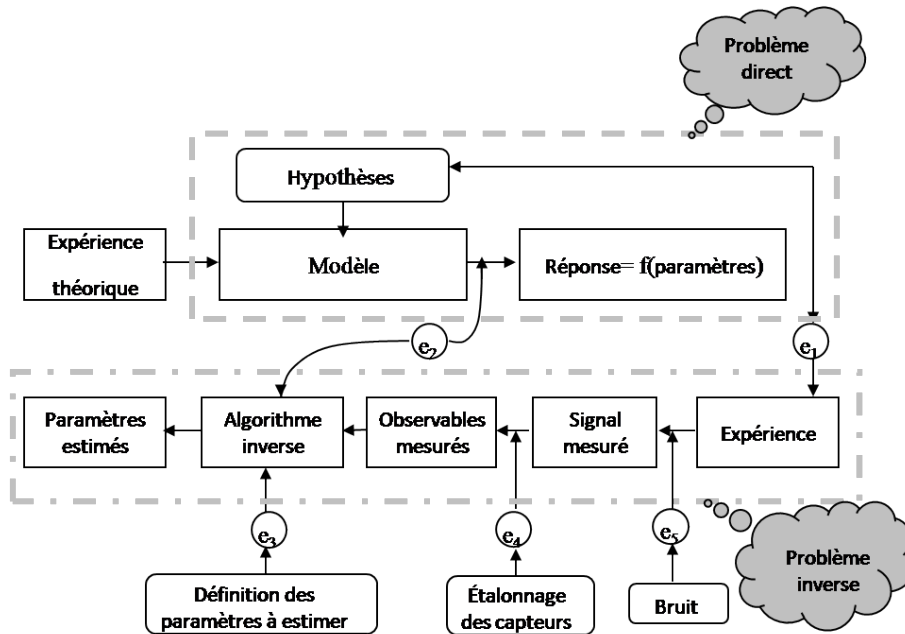 Problème
direct
Hypothèses
Expérience
théorique
Modèle
Réponse= f(paramètres)
e2
e1
Paramètres
estimés
Algorithme
inverse
Observables
mesurés
Signal
mesuré
Expérience
e3
e4
e5
Problème
inverse
Définition des
paramètres à estimer
Étalonnage
des capteurs
Bruit